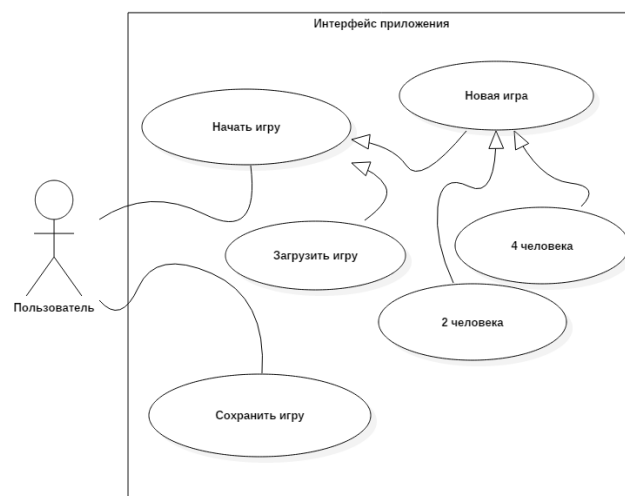 Интерфейс приложения
Новая игра
Начать игру
4 человека
Загрузить игру
Пользователь
2 человека
Сохранить игру